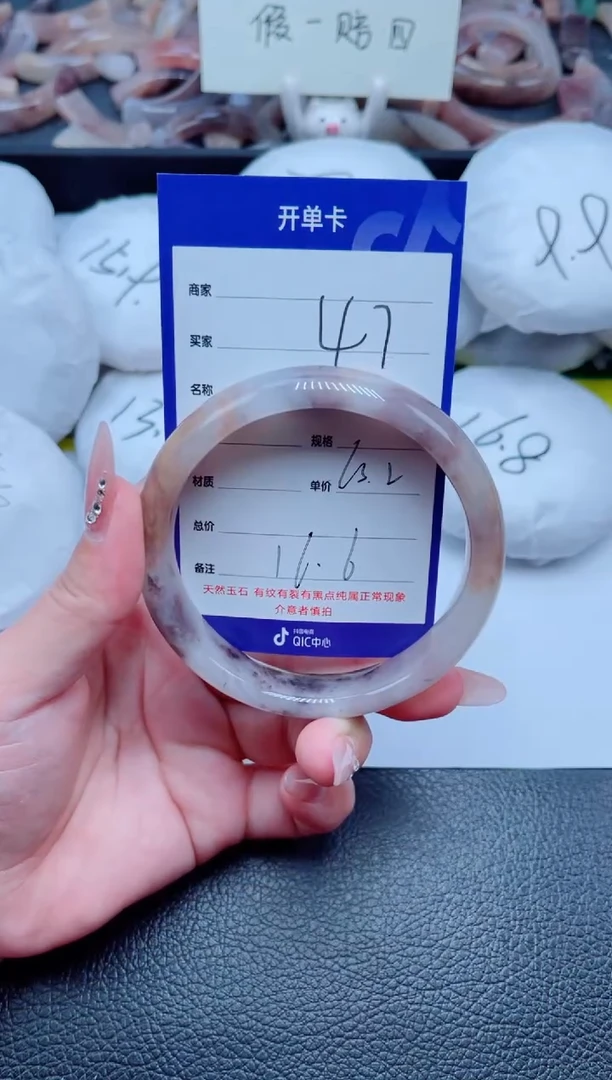 假一赔四
开单卡
商家
买家 47
名称
规格
材质 单价 63.2
总价
备注 16.6
天然玉石 有纹有裂有黑点纯属正常现象
介意者慎拍
抖音电商
QIC中心
15.9
13.
16.8